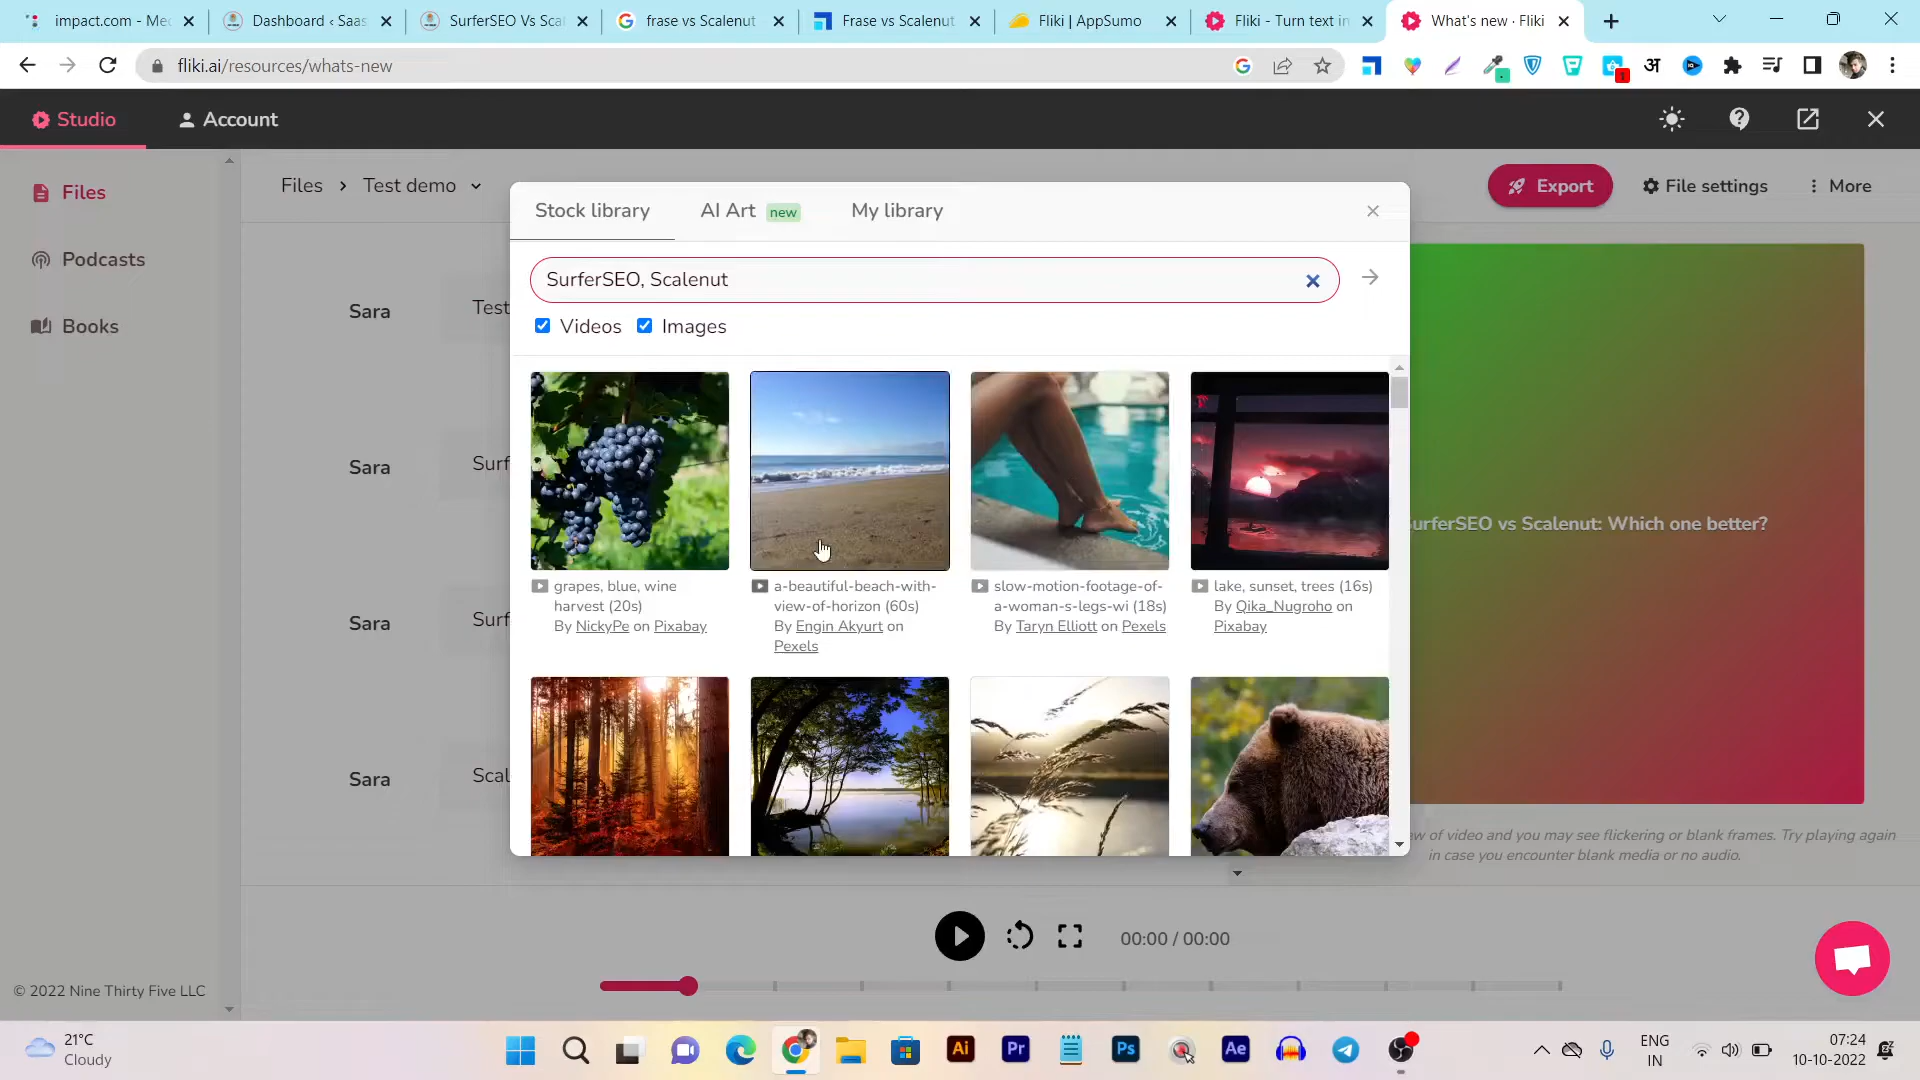 impact.com - Med
Dashboard ‹ Saas
SurferSEO Vs Scal
frase vs Scalenut
Frase vs Scalenut
Fliki | AppSumo
Fliki - Turn text in
What's new · Fliki
fliki.ai/resources/whats-new
अ
Studio
Account
Files
Podcasts
Books
Files > Test demo
Export
File settings
More
Stock library
AI Art new
My library
SurferSEO, Scalenut
Videos
Images
Sara
Test
Sara
Surf
Sara
Surf
Sara
Scal
grapes, blue, wine
harvest (20s)
By NickyPe on Pixabay
a-beautiful-beach-with-
view-of-horizon (60s)
By Engin Akyurt on
Pexels
slow-motion-footage-of-
a-woman-s-legs-wi (18s)
By Taryn Elliott on Pexels
lake, sunset, trees (16s)
By Qika_Nugroho on
Pixabay
urferSEO vs Scalenut: Which one better?
w of video and you may see flickering or blank frames. Try playing again
in case you encounter blank media or no audio.
00:00 / 00:00
© 2022 Nine Thirty Five LLC
21°C
Cloudy
Ai
Pr
Ps
Ae
ENG
IN
07:24
10-10-2022